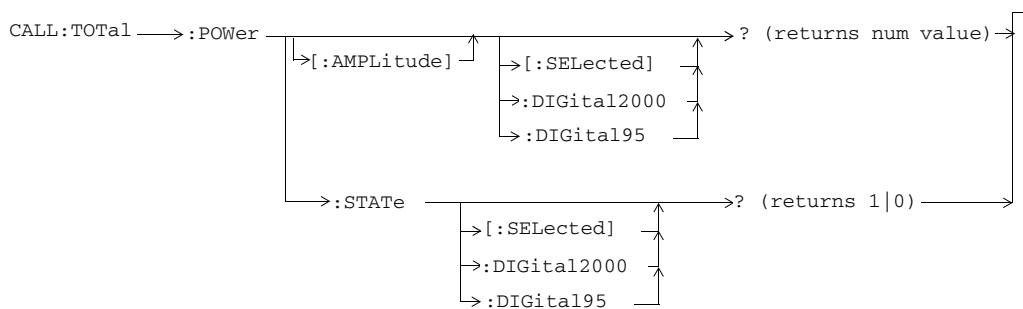 CALL:TOTal :POWer ? (returns num value)
[:AMPLitude] [:SELected]
:DIGital2000
:DIGital95
:STATe ? (returns 1|0)
[:SELected]
:DIGital2000
:DIGital95